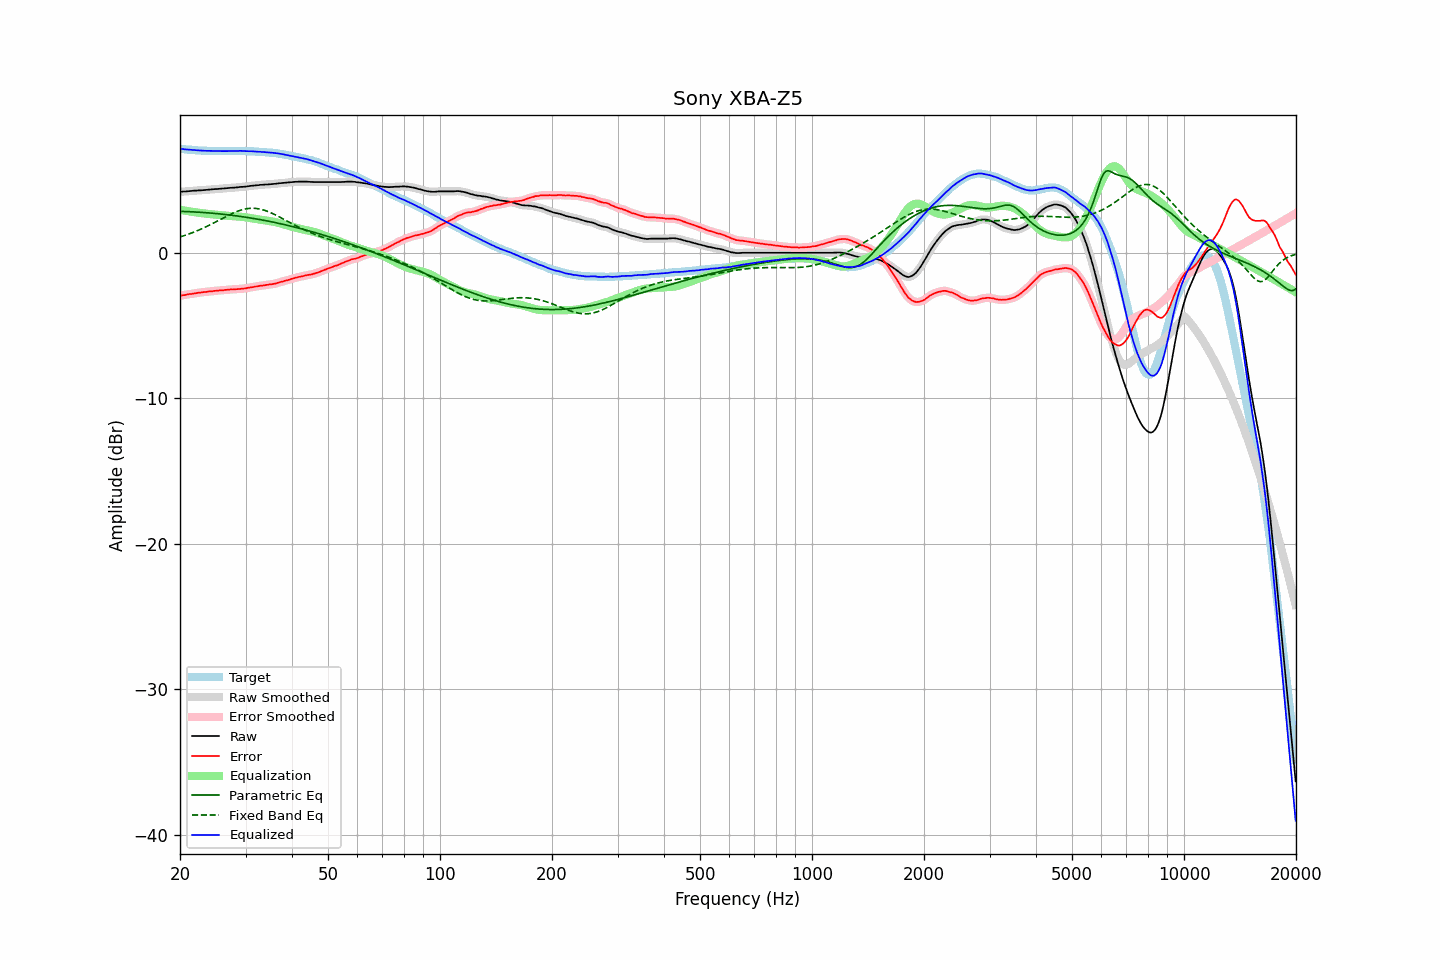 Sony XBA-Z5
Amplitude (dBr)
0
−10
−20
−30
−40
Target
Raw Smoothed
Error Smoothed
Raw
Error
Equalization
Parametric Eq
Fixed Band Eq
Equalized
20 50 100 200 500 1000 2000 5000 10000 20000
Frequency (Hz)